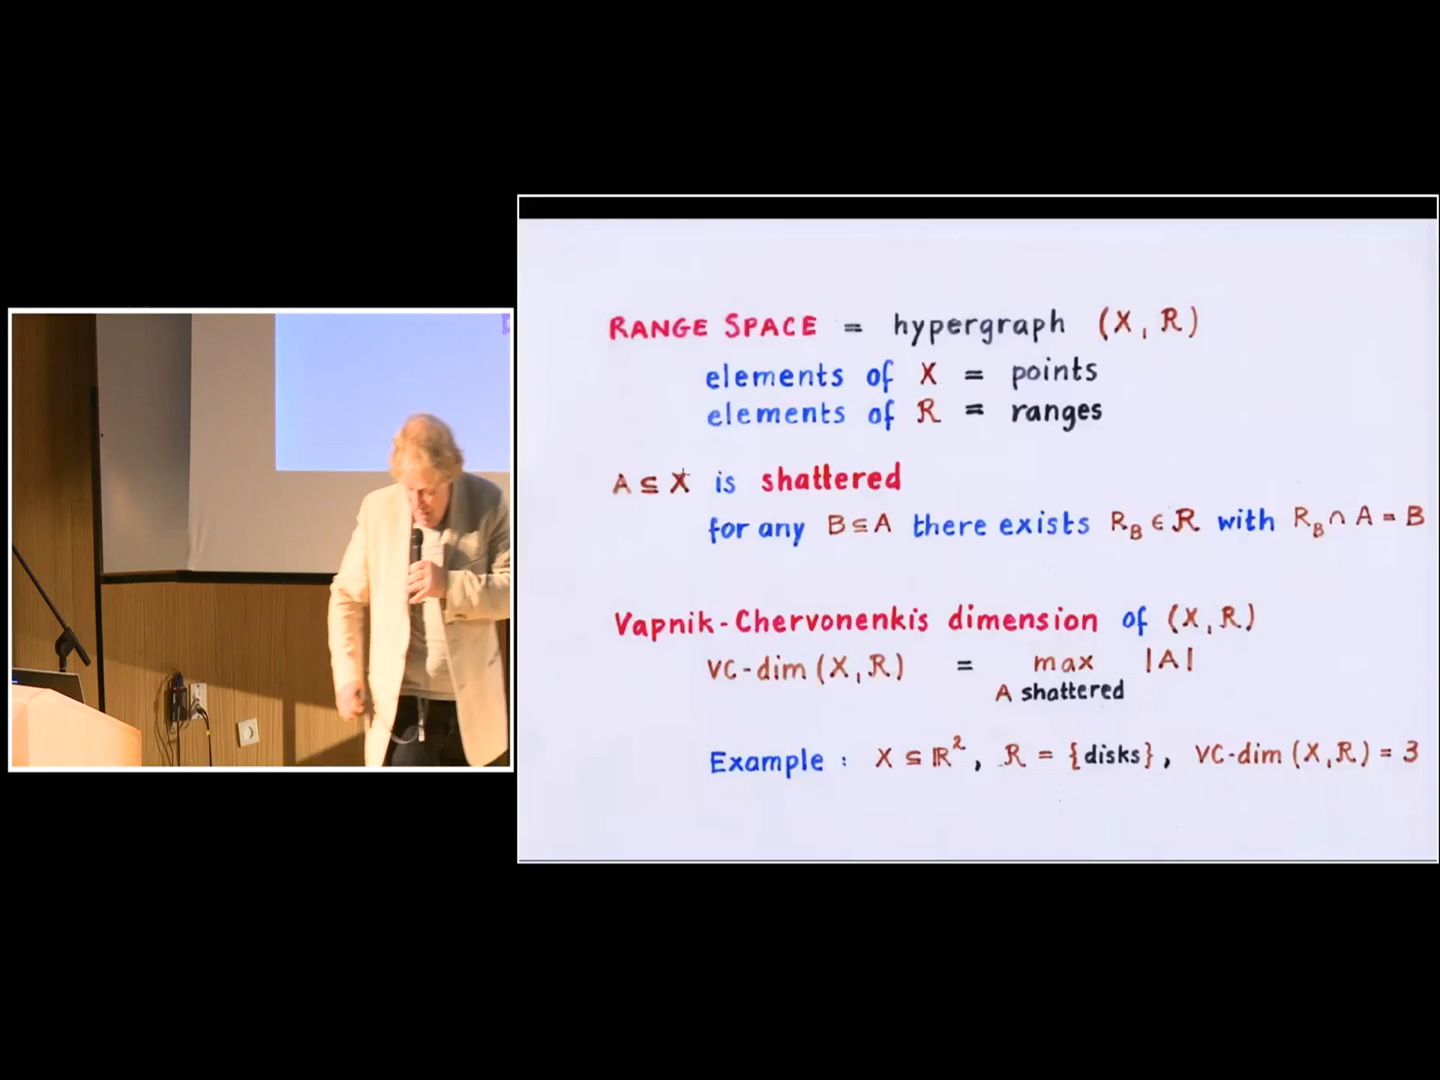 RANGE SPACE = hypergraph (X, R)
elements of X = points
elements of R = ranges
A ⊆ X is shattered
for any B ⊆ A there exists R_B ∈ R with R_B ∩ A = B
Vapnik-Chervonenkis dimension of (X, R)
VC-dim (X, R) = max |A|
A shattered
Example : X ⊆ ℝ², R = {disks}, VC-dim (X, R) = 3